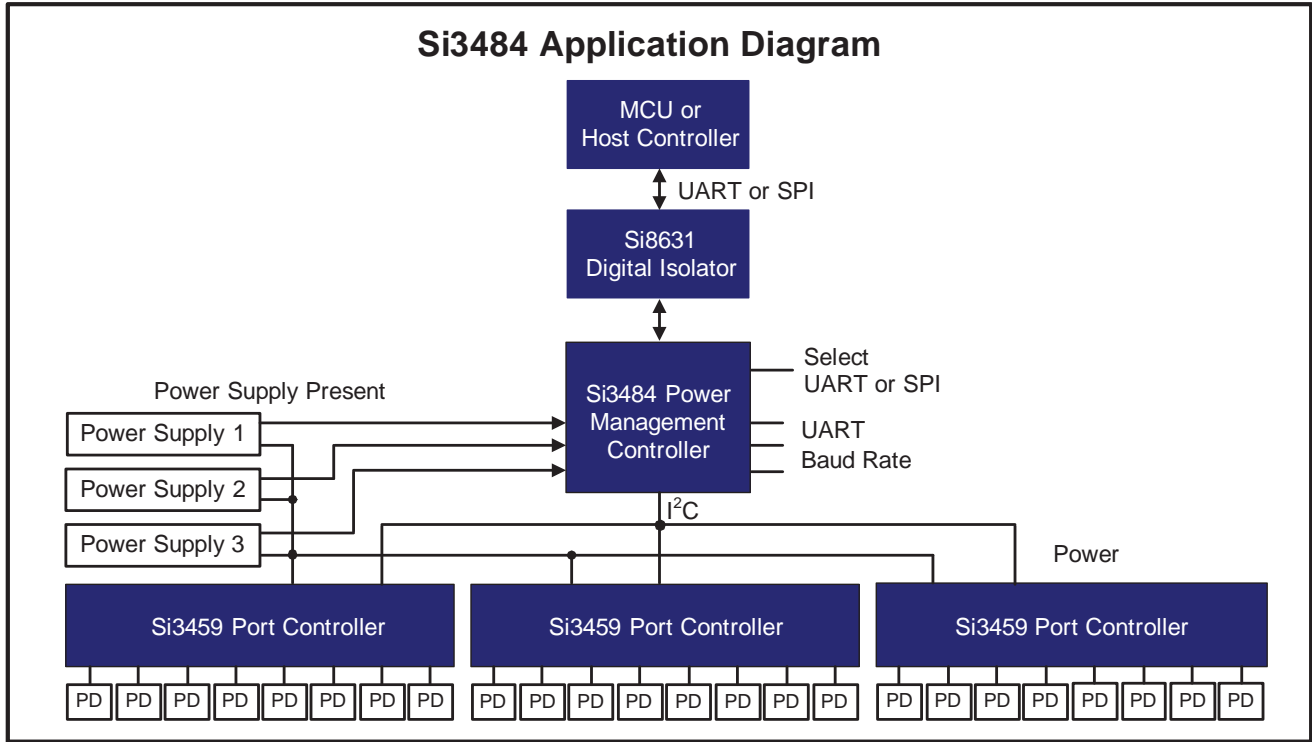 Si3484 Application Diagram
MCU or
Host Controller
UART or SPI
Si8631
Digital Isolator
Select
UART or SPI
Si3484 Power
Management
Controller
UART
Baud Rate
Power Supply Present
Power Supply 1
Power Supply 2
Power Supply 3
I²C
Power
Si3459 Port Controller
Si3459 Port Controller
Si3459 Port Controller
PD PD PD PD PD PD PD PD
PD PD PD PD PD PD PD PD
PD PD PD PD PD PD PD PD